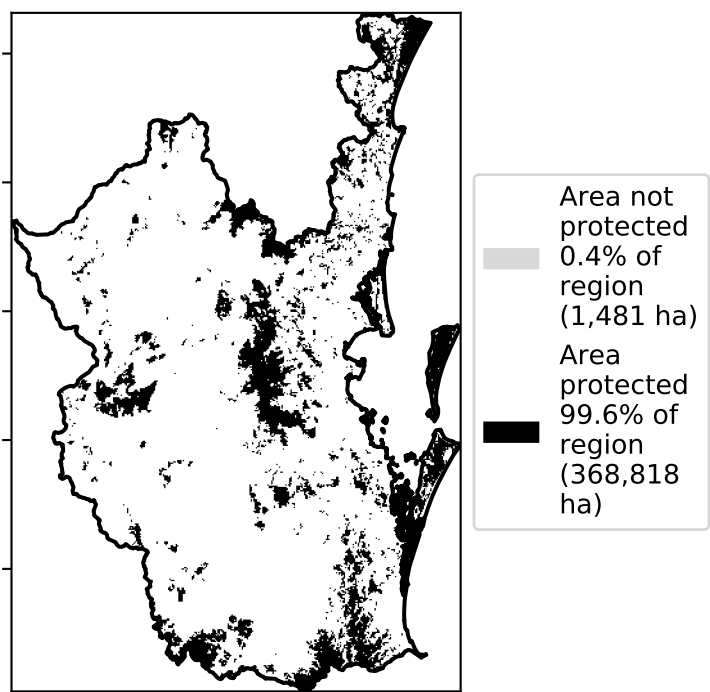 Area not
protected
0.4% of
region
(1,481 ha)
Area
protected
99.6% of
region
(368,818
ha)